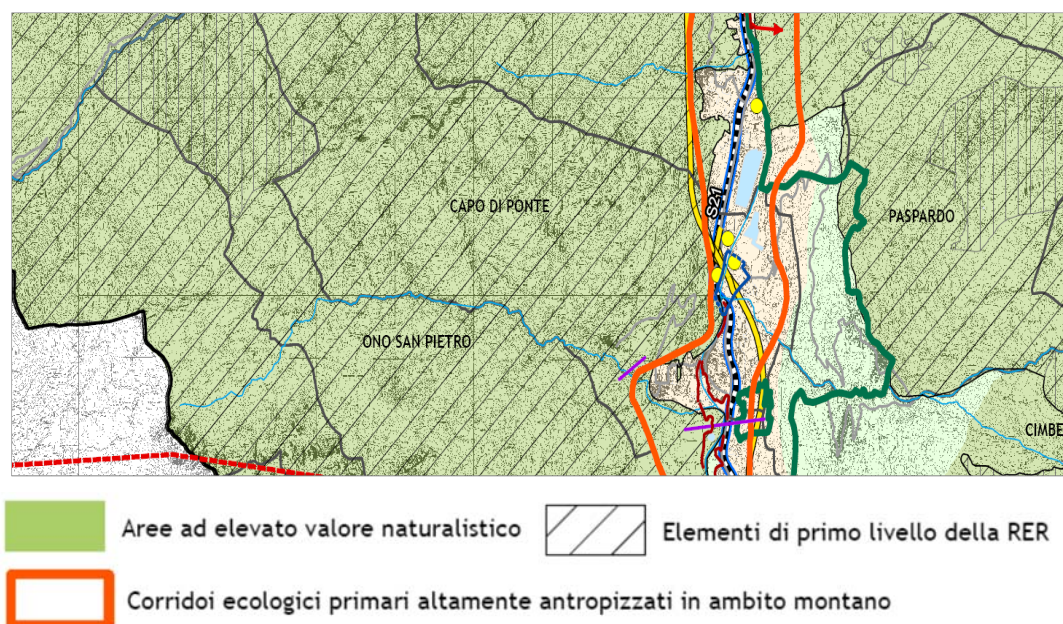 CAPO DI PONTE
PASPARDO
ONO SAN PIETRO
CIMBE
Aree ad elevato valore naturalistico
Elementi di primo livello della RER
Corridoi ecologici primari altamente antropizzati in ambito montano